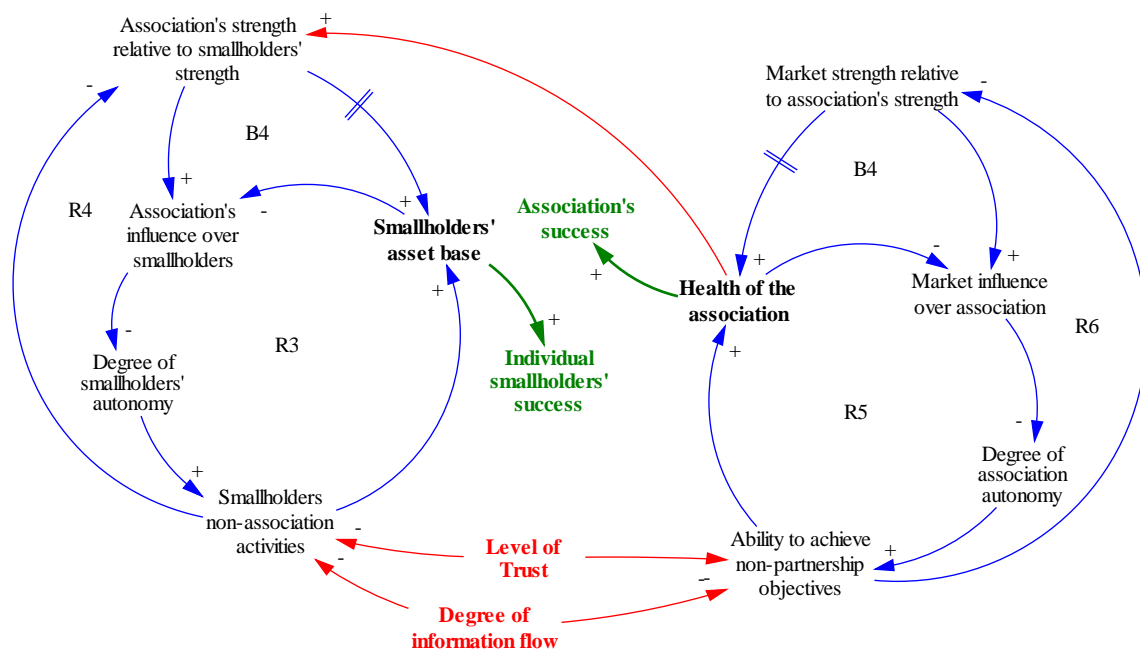 Association's strength
relative to smallholders'
strength
+
-
B4
R4
+
Association's
influence over
smallholders
-
+
Smallholders'
asset base
+
-
Degree of
smallholders'
autonomy
R3
+
Smallholders
non-association
activities
-
-
Association's
success
+
+
Individual
smallholders'
success
Market strength relative
to association's strength
-
B4
+
Health of the
association
+
-
+
Market influence
over association
R6
R5
-
Degree of
association
autonomy
+
Ability to achieve
non-partnership
objectives
--
Level of
Trust
Degree of
information flow